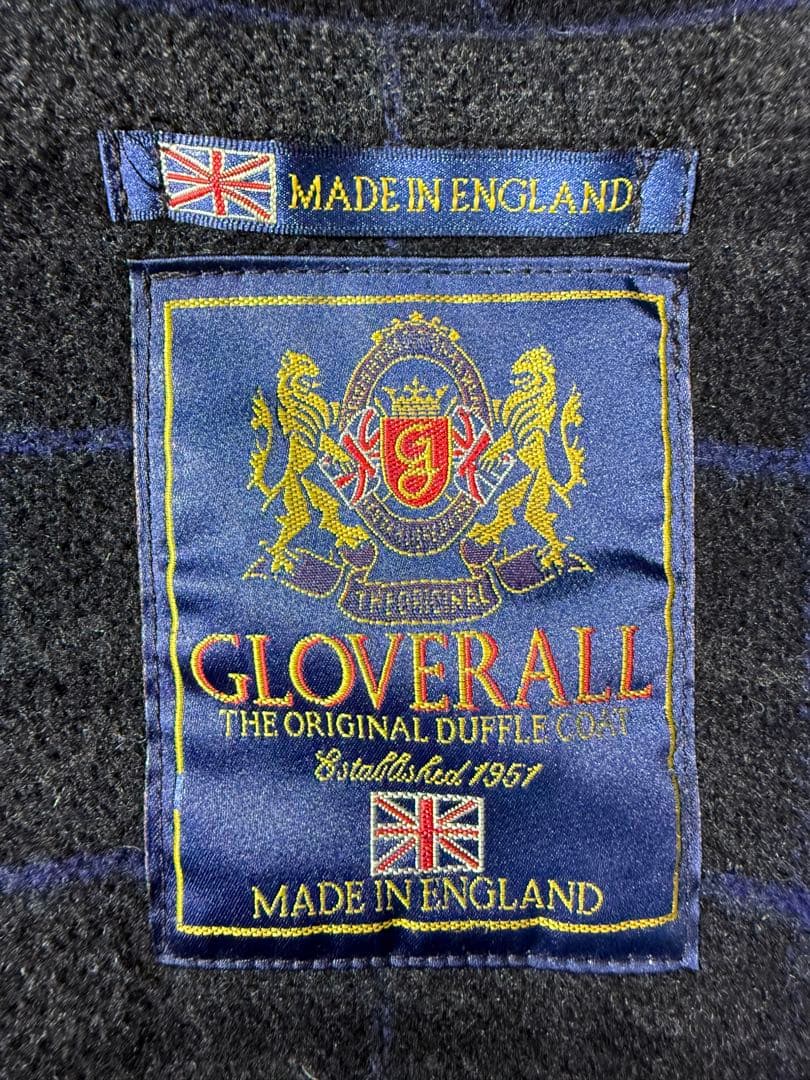 MADE IN ENGLAND
G
THE ORIGINAL
GLOVERALL
THE ORIGINAL DUFFLE COAT
Established 1951
MADE IN ENGLAND